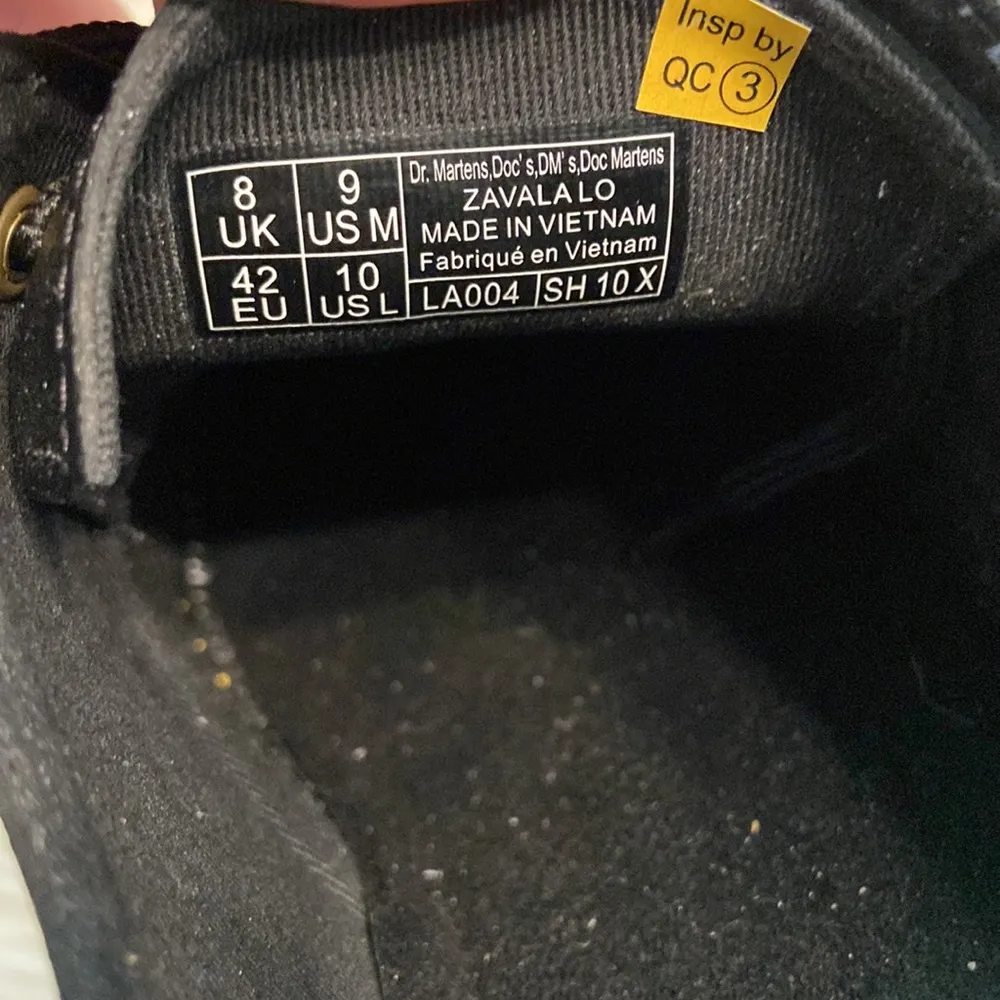 Insp by
QC 3
8
UK
9
US M
42
EU
10
US L
Dr. Martens,Doc's,DM's,Doc Martens
ZAVALA LO
MADE IN VIETNAM
Fabriqué en Vietnam
LA004
SH 10 X